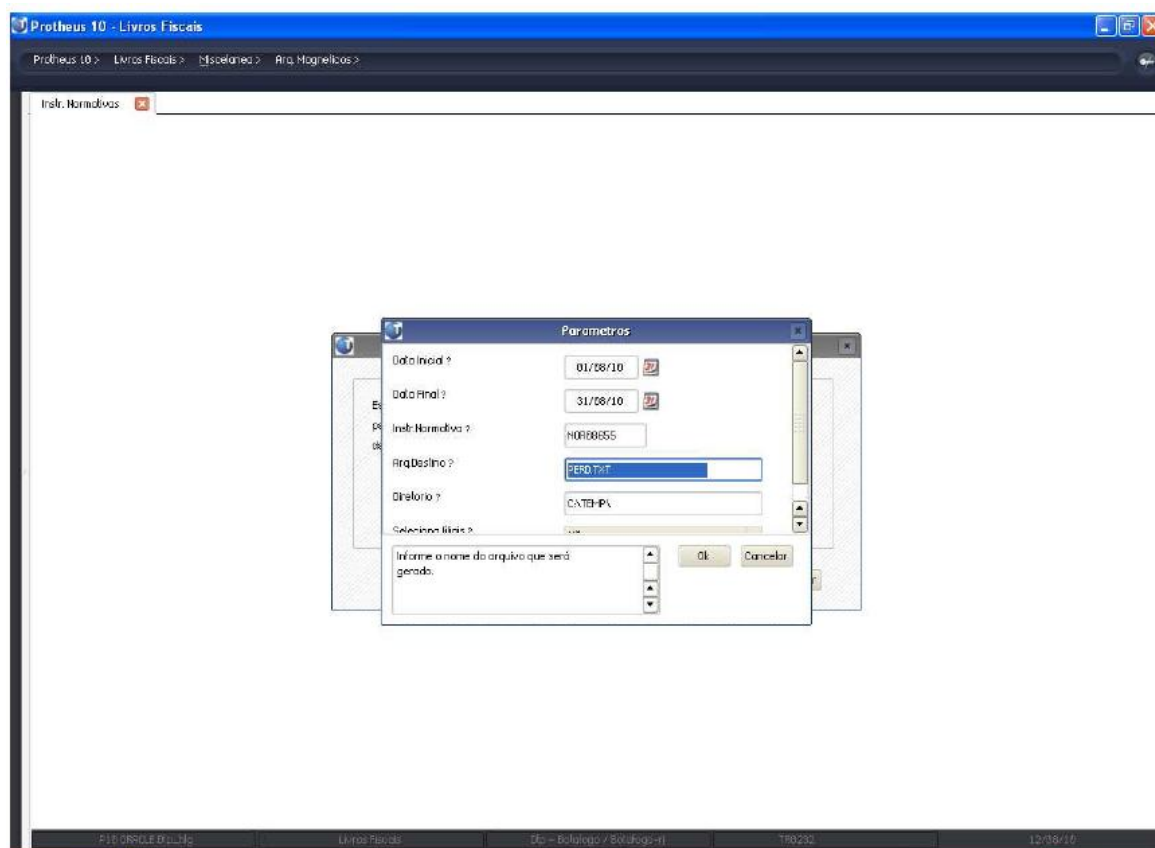 Protheus 10 - Livros Fiscais
Protheus 10 > Livros Fiscais > Miscelanea > Arq. Magneticos >
Instr. Normativas
Parametros
Data Inicial ? 01/08/10
Data Final ? 31/08/10
Instr.Normativa ?
Arq.Destino ? PERD.TXT
Diretorio ? C:\TEMP\
Seleciona filiais ?
Informe o nome do arquivo que será
gerado.
Ok Cancelar
Livros Fiscais 12/08/10